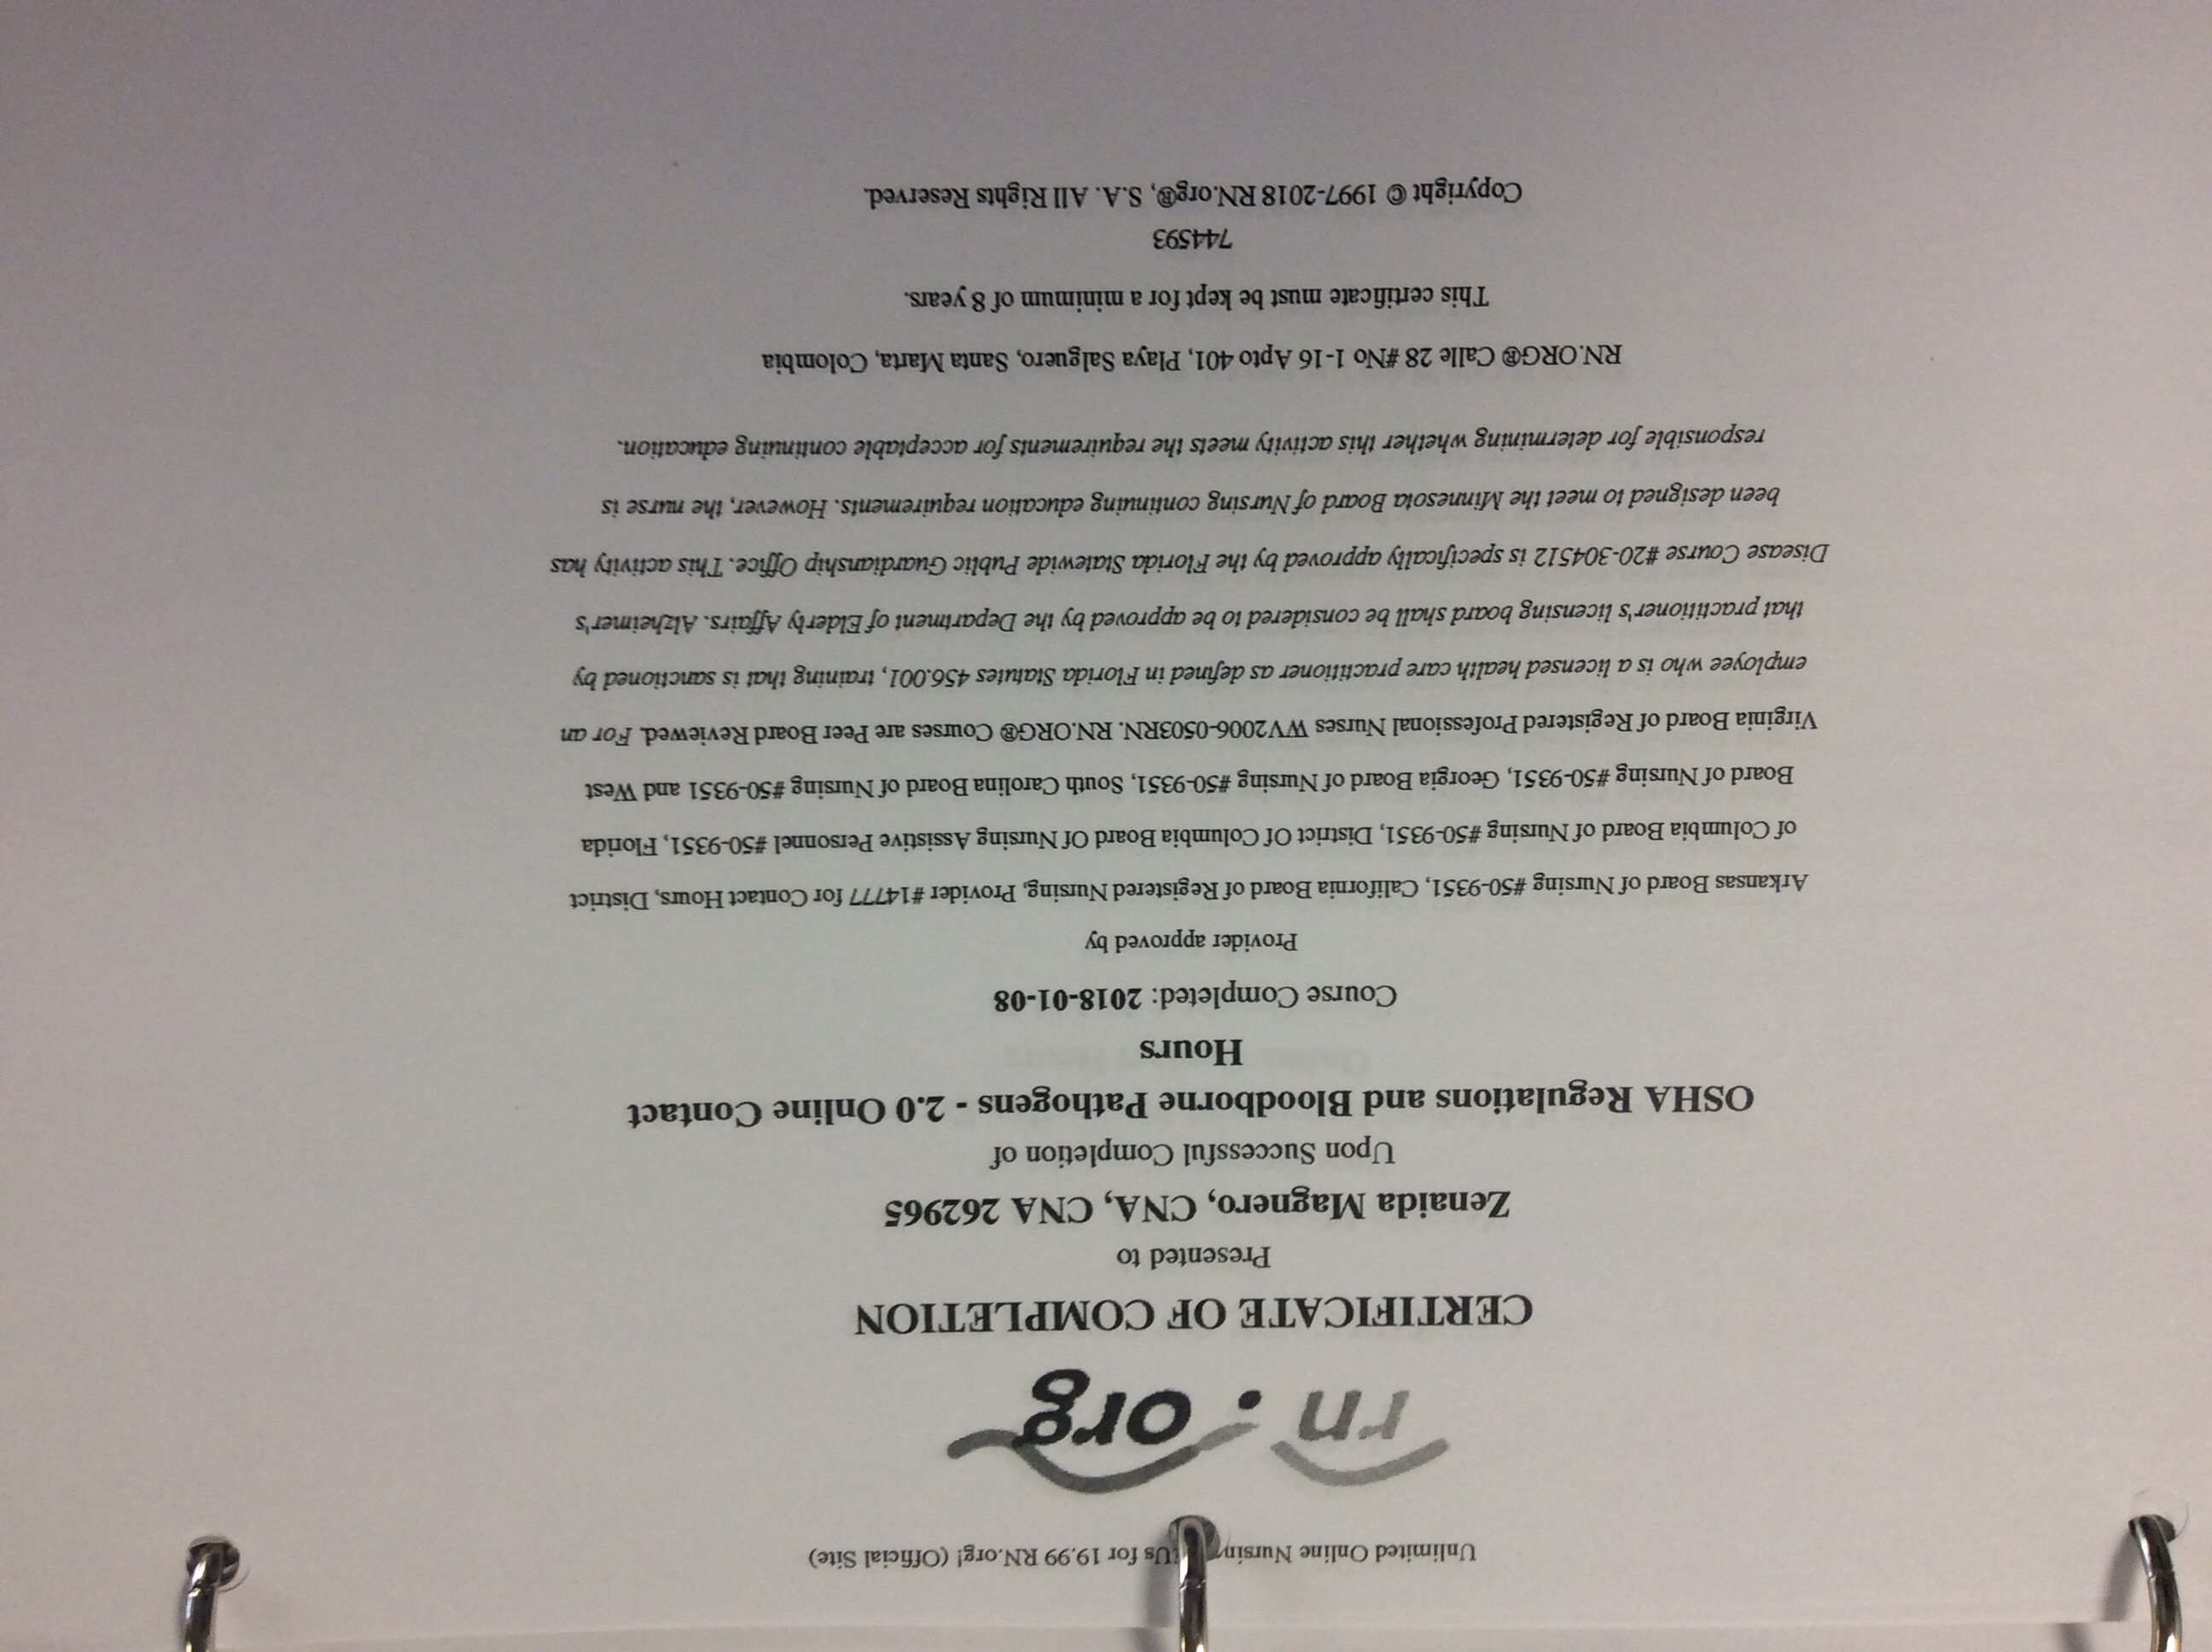 Unlimited Online Nursing Us for 19.99 RN.org! (Official Site)
rn.org
CERTIFICATE OF COMPLETION
Presented to
Zenaida Magnero, CNA, CNA 262965
Upon Successful Completion of
OSHA Regulations and Bloodborne Pathogens - 2.0 Online Contact
Hours
Course Completed: 2018-01-08
Provider approved by
Arkansas Board of Nursing #50-9351, California Board of Registered Nursing, Provider #14777 for Contact Hours, District
of Columbia Board of Nursing #50-9351, District Of Columbia Board Of Nursing Assistive Personnel #50-9351, Florida
Board of Nursing #50-9351, Georgia Board of Nursing #50-9351, South Carolina Board of Nursing #50-9351 and West
Virginia Board of Registered Professional Nurses WV2006-0503RN. RN.ORG® Courses are Peer Board Reviewed. For an
employee who is a licensed health care practitioner as defined in Florida Statutes 456.001, training that is sanctioned by
that practitioner's licensing board shall be considered to be approved by the Department of Elderly Affairs. Alzheimer's
Disease Course #20-304512 is specifically approved by the Florida Statewide Public Guardianship Office. This activity has
been designed to meet the Minnesota Board of Nursing continuing education requirements. However, the nurse is
responsible for determining whether this activity meets the requirements for acceptable continuing education.
RN.ORG® Calle 28 #No 1-16 Apto 401, Playa Salguero, Santa Marta, Colombia
This certificate must be kept for a minimum of 8 years.
744593
Copyright © 1997-2018 RN.org®, S.A. All Rights Reserved.